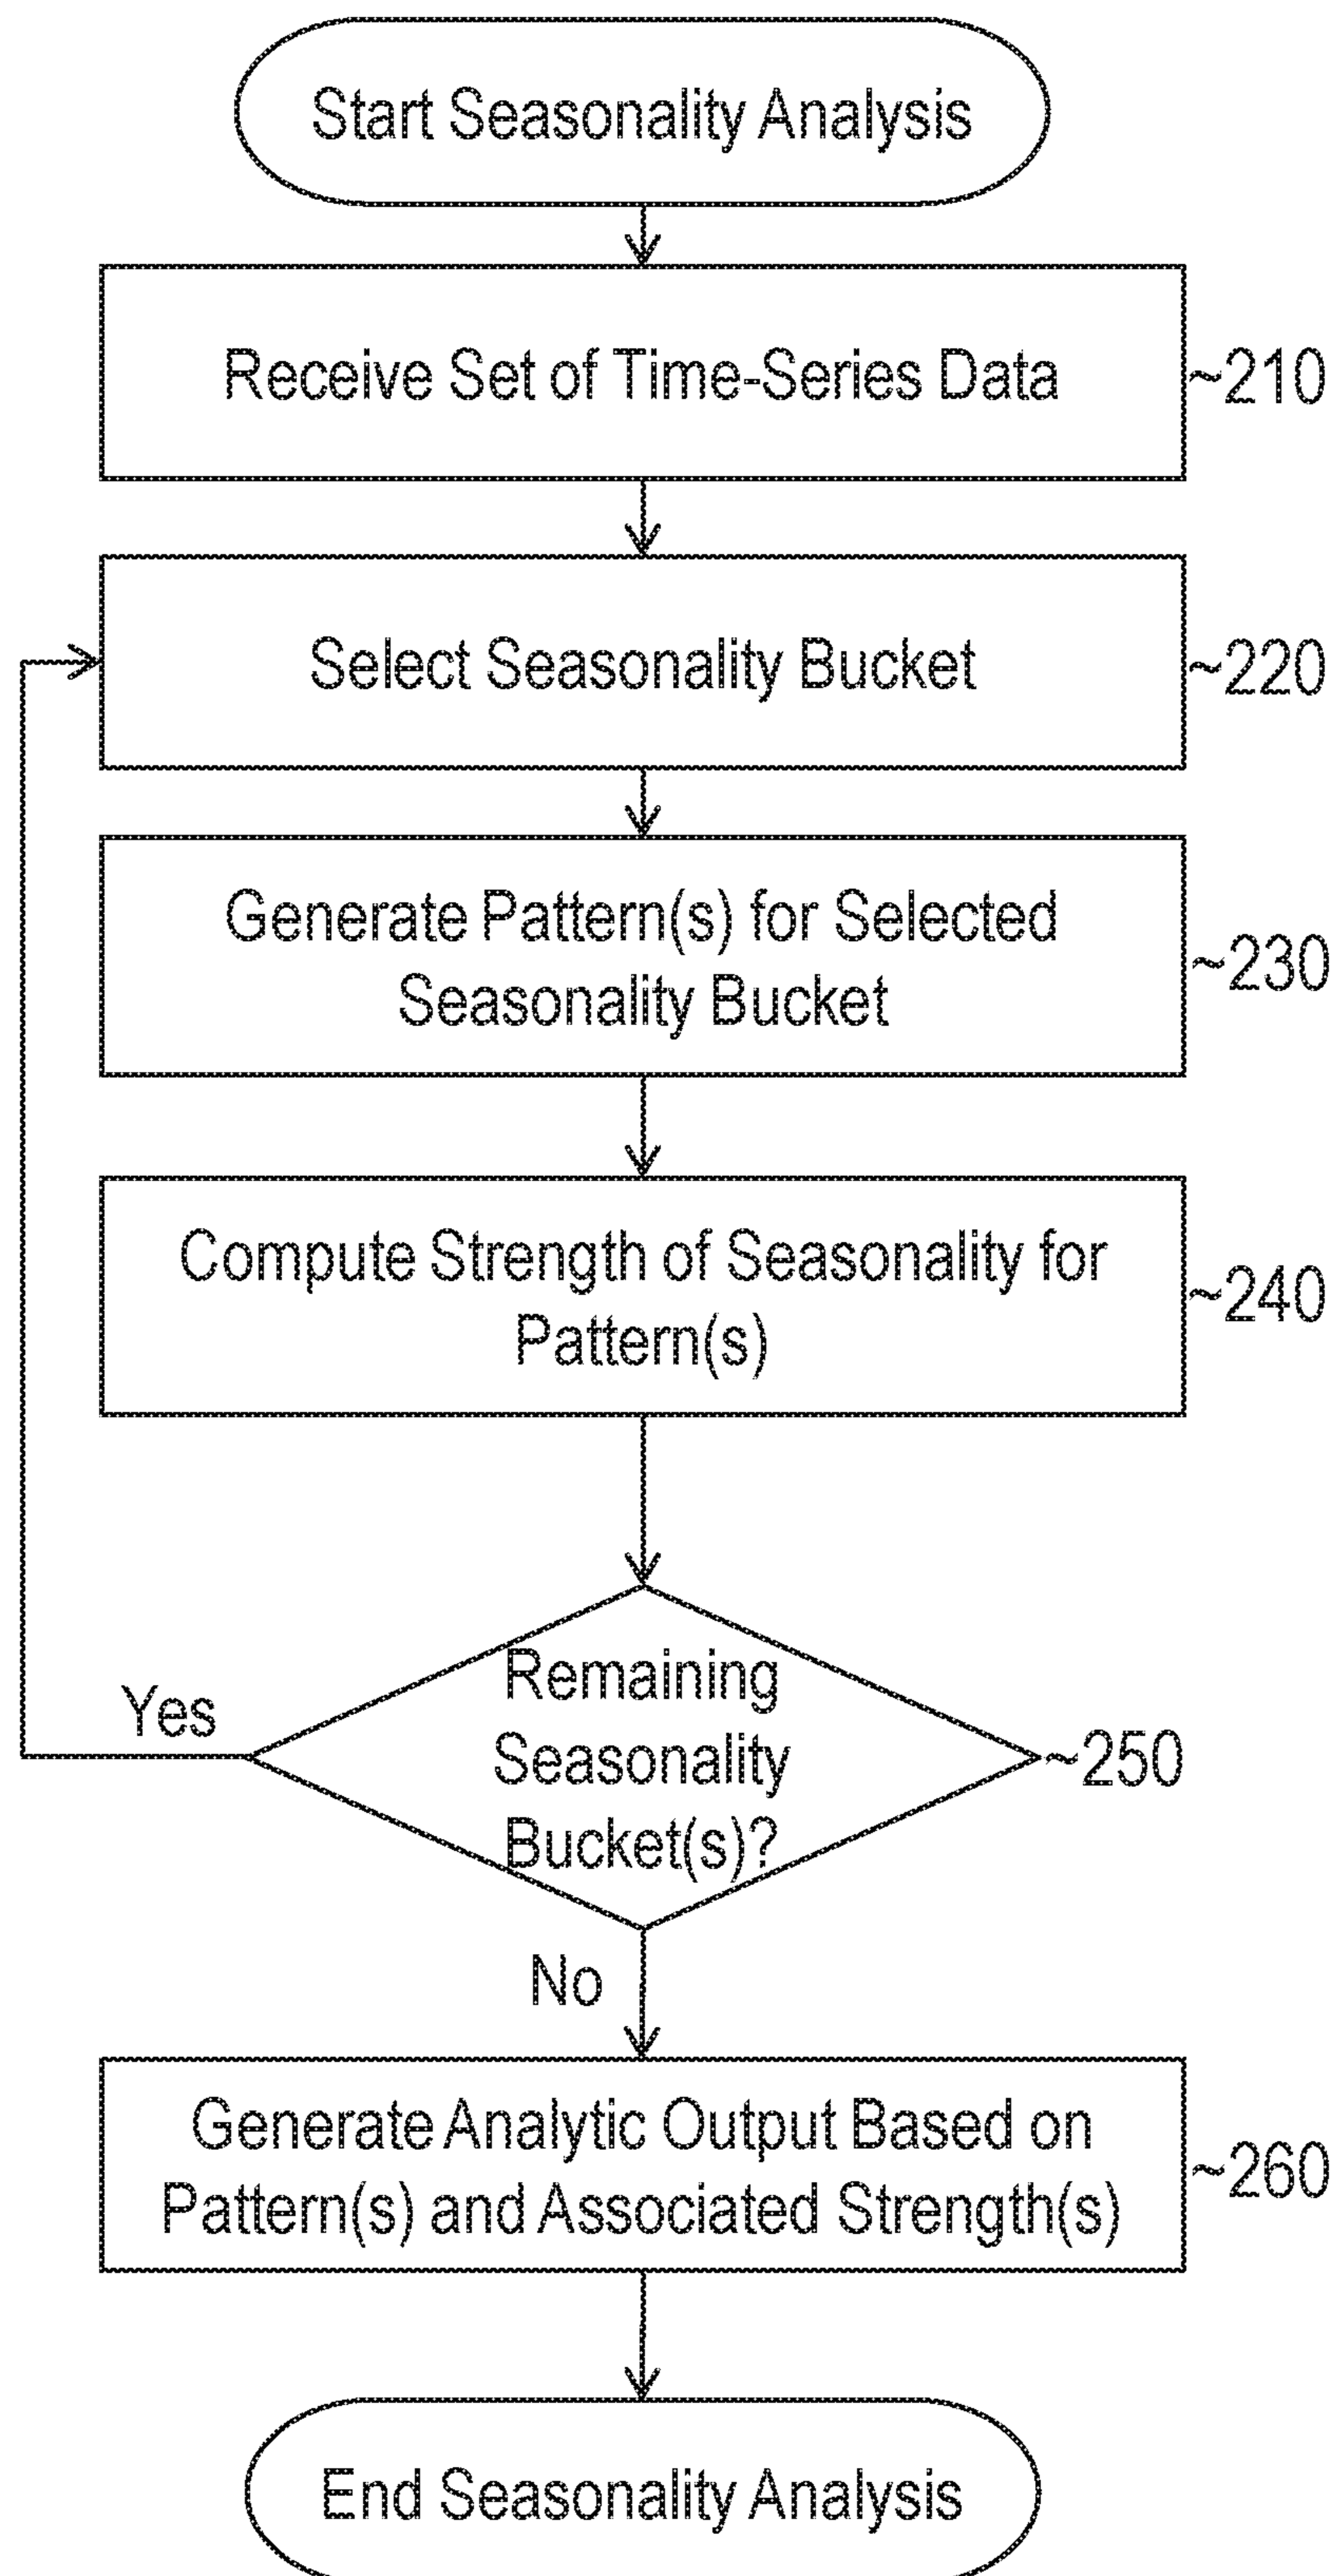 Start Seasonality Analysis
Receive Set of Time-Series Data
~210
Select Seasonality Bucket
~220
Generate Pattern(s) for Selected
Seasonality Bucket
~230
Compute Strength of Seasonality for
Pattern(s)
~240
Remaining
Seasonality
Bucket(s)?
~250
Yes
No
Generate Analytic Output Based on
Pattern(s) and Associated Strength(s)
~260
End Seasonality Analysis